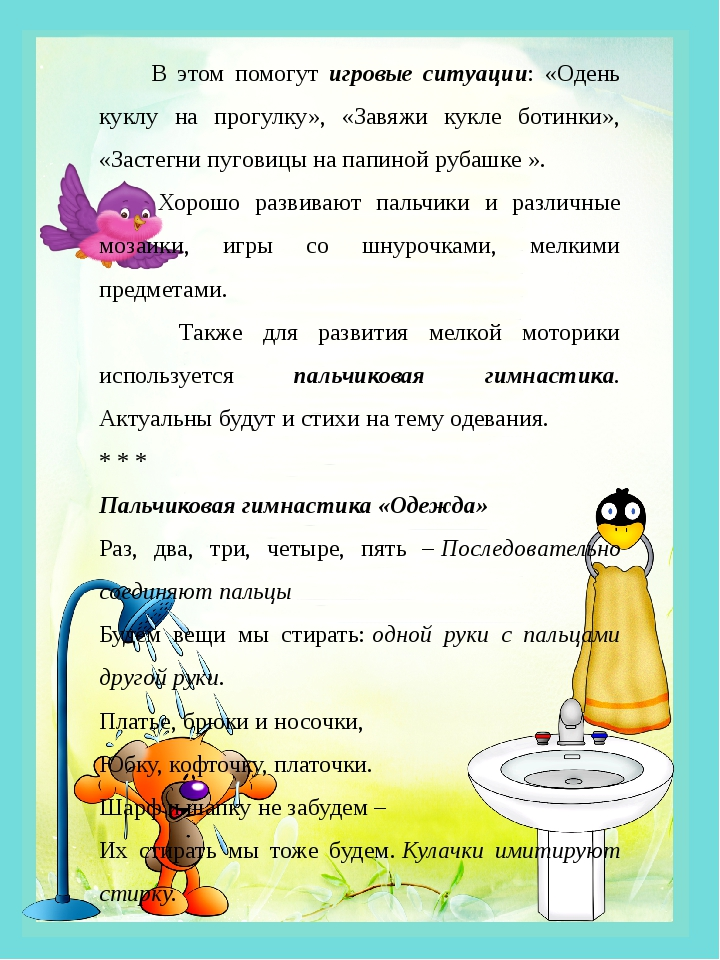 В этом помогут игровые ситуации: «Одень
куклу на прогулку», «Завяжи кукле ботинки»,
«Застегни пуговицы на папиной рубашке ».
Хорошо развивают пальчики и различные
мозаики, игры со шнурочками, мелкими
предметами.
Также для развития мелкой моторики
используется пальчиковая гимнастика.
Актуальны будут и стихи на тему одевания.
* * *
Пальчиковая гимнастика «Одежда»
Раз, два, три, четыре, пять – Последовательно
соединяют пальцы
Будем вещи мы стирать: одной руки с пальцами
другой руки.
Платье, брюки и носочки,
Юбку, кофточку, платочки.
Шарф и шапку не забудем –
Их стирать мы тоже будем. Кулачки имитируют
стирку.